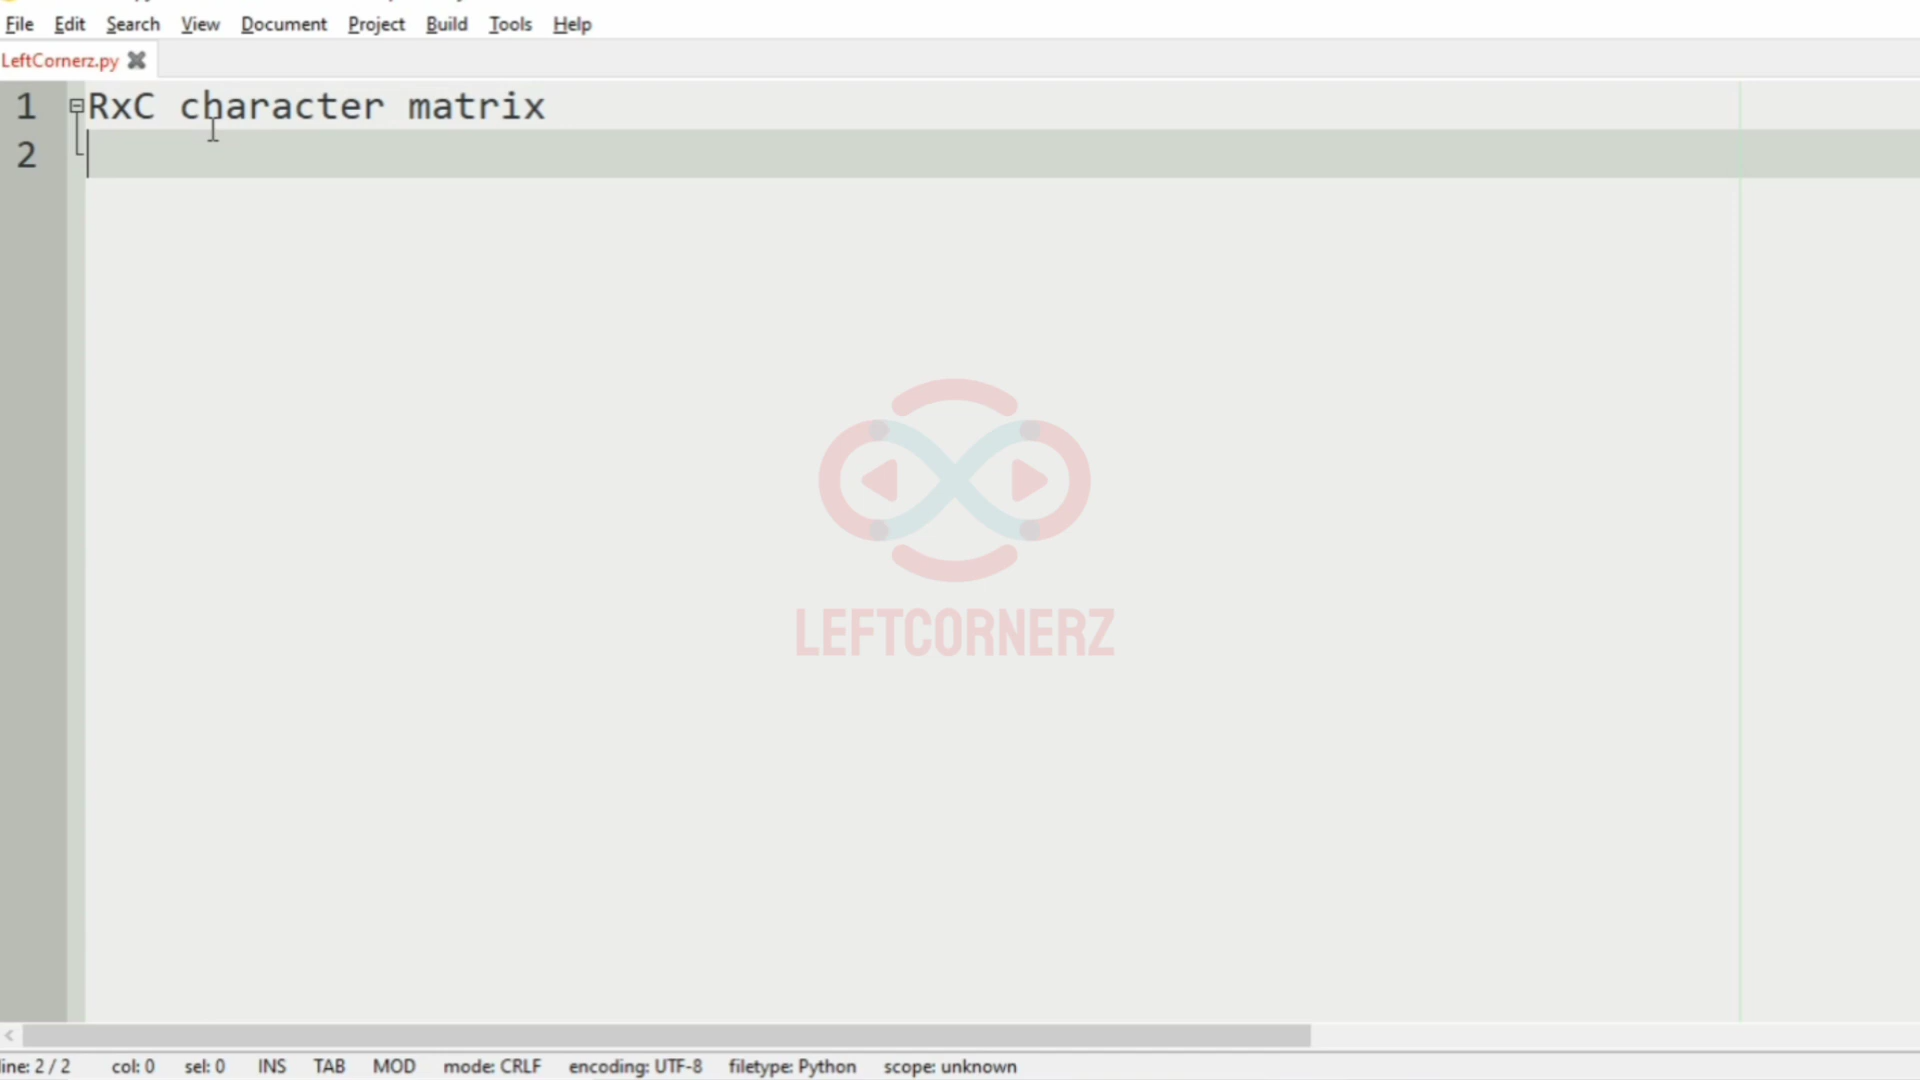 File Edit Search View Document Project Build Tools Help
LeftCornerz.py
1 RxC character matrix
2
LEFTCORNERZ
line: 2 / 2 col: 0 sel: 0 INS TAB MOD mode: CRLF encoding: UTF-8 filetype: Python scope: unknown